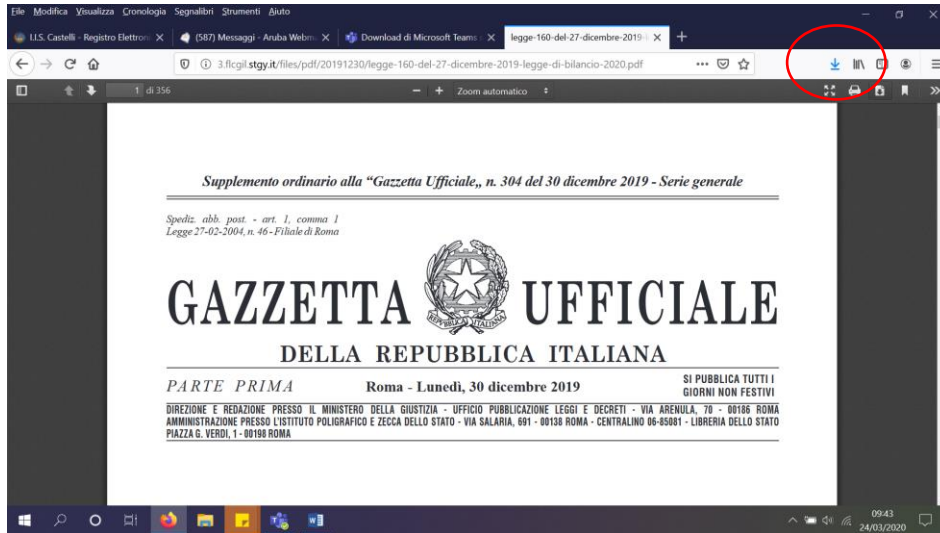 File Modifica Visualizza Cronologia Segnalibri Strumenti Aiuto
I.I.S. Castelli - Registro Elettroni
(587) Messaggi - Aruba Webm
Download di Microsoft Teams
legge-160-del-27-dicembre-2019-l
3.flcgil.stgy.it/files/pdf/20191230/legge-160-del-27-dicembre-2019-legge-di-bilancio-2020.pdf
1 di 356
Zoom automatico
Supplemento ordinario alla “Gazzetta Ufficiale„ n. 304 del 30 dicembre 2019 - Serie generale
Spediz. abb. post. - art. 1, comma 1
Legge 27-02-2004, n. 46 - Filiale di Roma
GAZZETTA UFFICIALE
REPVBBLICA ITALIANA
DELLA REPUBBLICA ITALIANA
PARTE PRIMA
Roma - Lunedì, 30 dicembre 2019
SI PUBBLICA TUTTI I
GIORNI NON FESTIVI
DIREZIONE E REDAZIONE PRESSO IL MINISTERO DELLA GIUSTIZIA - UFFICIO PUBBLICAZIONE LEGGI E DECRETI - VIA ARENULA, 70 - 00186 ROMA
AMMINISTRAZIONE PRESSO L'ISTITUTO POLIGRAFICO E ZECCA DELLO STATO - VIA SALARIA, 691 - 00138 ROMA - CENTRALINO 06-85081 - LIBRERIA DELLO STATO
PIAZZA G. VERDI, 1 - 00198 ROMA
09:43
24/03/2020